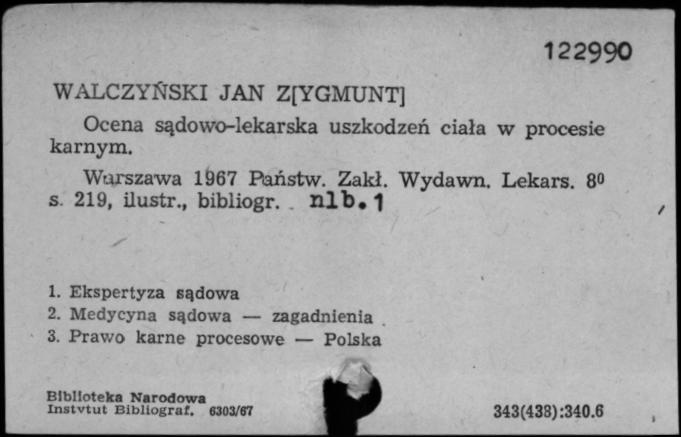 122990
WALCZYŃSKI JAN Z[YGMUNT]
Ocena sądowo-lekarska uszkodzeń ciała w procesie
karnym.
Warszawa 1967 Państw. Zakł. Wydawn. Lekars. 8⁰
s. 219, ilustr., bibliogr. nlb.1
1. Ekspertyza sądowa
2. Medycyna sądowa — zagadnienia
3. Prawo karne procesowe — Polska
Biblioteka Narodowa
Instytut Bibliograf. 6303/67
343(438):340.6